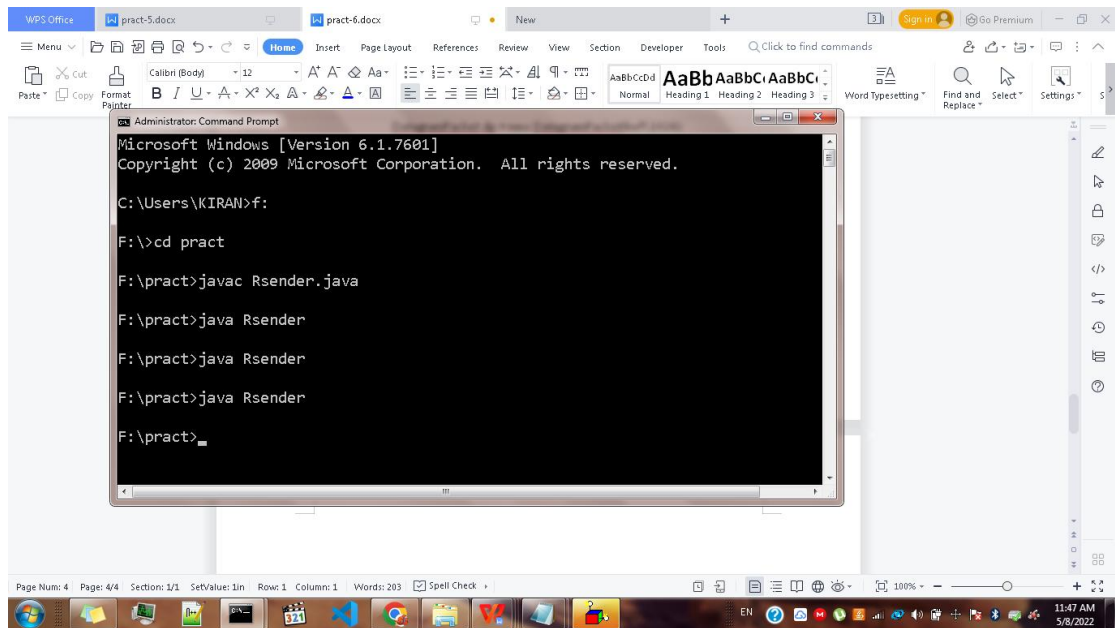 WPS Office pract-5.docx pract-6.docx New + 3 Sign in Go Premium
Menu Home Insert Page Layout References Review View Section Developer Tools Click to find commands
Cut Calibri (Body) 12 AaBbCcDd AaBb AaBbC AaBbC
Paste Copy Format Painter Normal Heading 1 Heading 2 Heading 3 Word Typesetting Find and Replace Select Settings
Administrator: Command Prompt
Microsoft Windows [Version 6.1.7601]
Copyright (c) 2009 Microsoft Corporation. All rights reserved.
C:\Users\KIRAN>f:
F:\>cd pract
F:\pract>javac Rsender.java
F:\pract>java Rsender
F:\pract>java Rsender
F:\pract>java Rsender
F:\pract>_
Page Num: 4 Page: 4/4 Section: 1/1 SetValue: 1in Row: 1 Column: 1 Words: 203 Spell Check 100%
321 EN 11:47 AM
5/8/2022